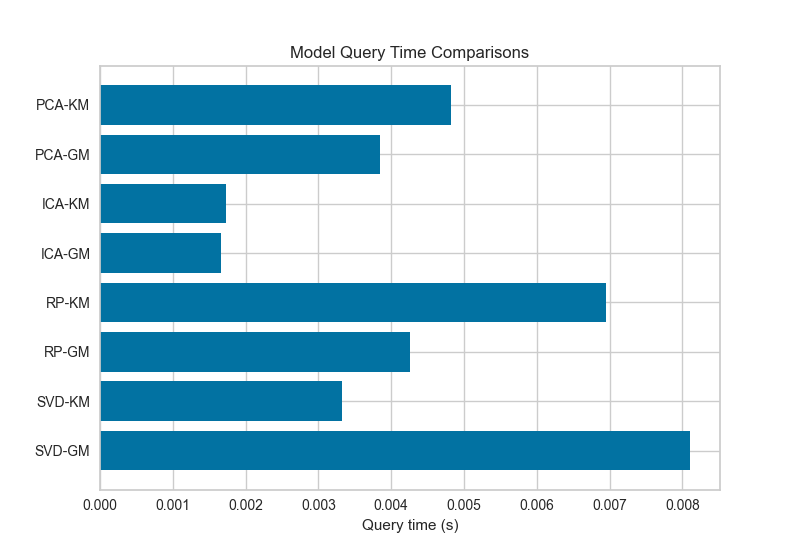 Model Query Time Comparisons
PCA-KM
PCA-GM
ICA-KM
ICA-GM
RP-KM
RP-GM
SVD-KM
SVD-GM
0.000 0.001 0.002 0.003 0.004 0.005 0.006 0.007 0.008
Query time (s)